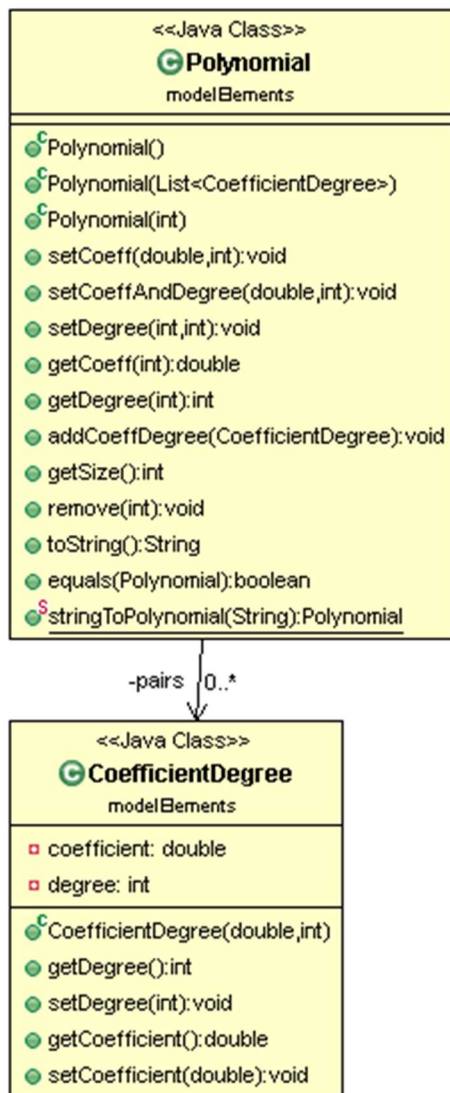 <<Java Class>>
Polynomial
modelElements
Polynomial()
Polynomial(List<CoefficientDegree>)
Polynomial(int)
setCoeff(double,int):void
setCoeffAndDegree(double,int):void
setDegree(int,int):void
getCoeff(int):double
getDegree(int):int
addCoeffDegree(CoefficientDegree):void
getSize():int
remove(int):void
toString():String
equals(Polynomial):boolean
stringToPolynomial(String):Polynomial
-pairs 0..*
<<Java Class>>
CoefficientDegree
modelElements
coefficient: double
degree: int
CoefficientDegree(double,int)
getDegree():int
setDegree(int):void
getCoefficient():double
setCoefficient(double):void